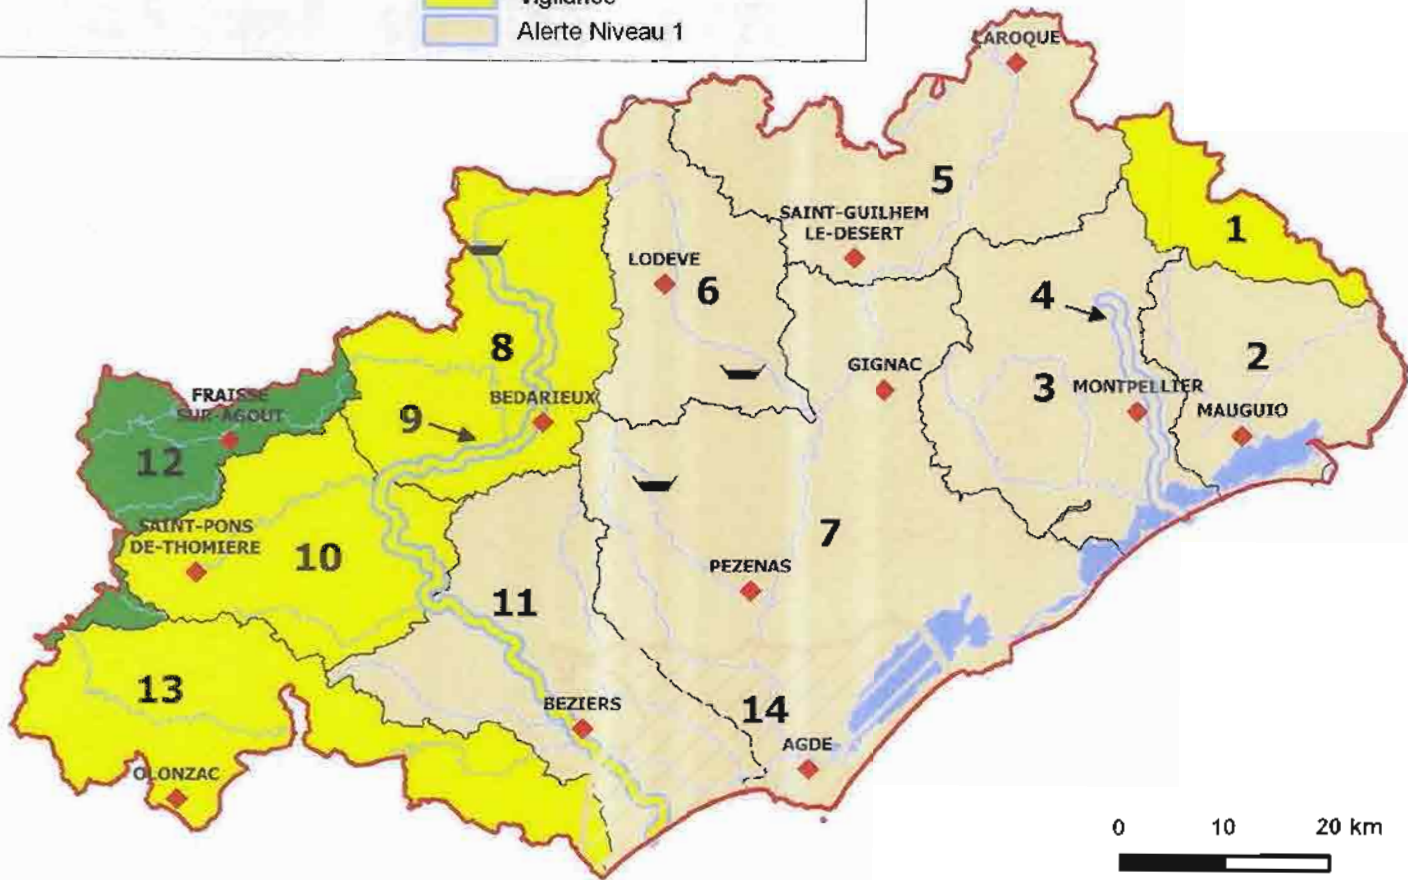 Vigilance
Alerte Niveau 1
LAROQUE
5
1
SAINT-GUILHEM
LE-DESERT
LODEVE
6
4
8
GIGNAC
2
3
MONTPELLIER
FRAISSE
SUR-AGOUT
BEDARIEUX
9
MAUGUIO
12
SAINT-PONS
DE-THOMIERE
7
10
PEZENAS
11
13
14
BEZIERS
AGDE
OLONZAC
0 10 20 km